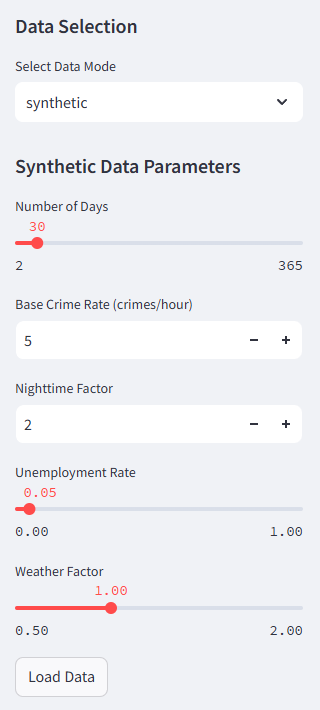 Data Selection
Select Data Mode
synthetic
Synthetic Data Parameters
Number of Days
30
2 365
Base Crime Rate (crimes/hour)
5 − +
Nighttime Factor
2 − +
Unemployment Rate
0.05
0.00 1.00
Weather Factor
1.00
0.50 2.00
Load Data